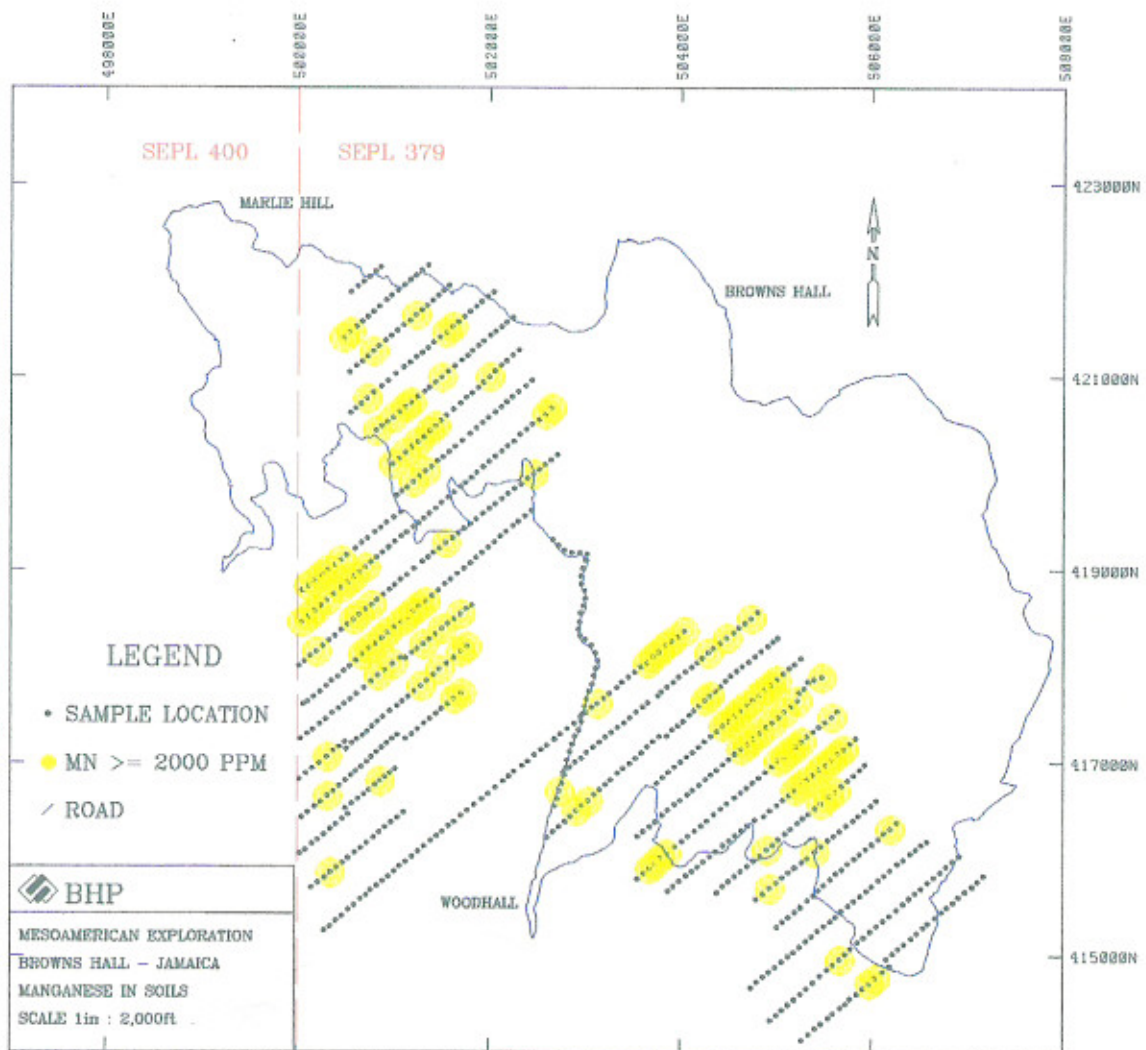 498000E
500000E
502000E
504000E
506000E
508000E
SEPL 400
SEPL 379
423000N
MARLIE HILL
N
BROWNS HALL
421000N
419000N
LEGEND
SAMPLE LOCATION
MN >= 2000 PPM
417000N
ROAD
BHP
WOODHALL
MESOAMERICAN EXPLORATION
BROWNS HALL - JAMAICA
415000N
MANGANESE IN SOILS
SCALE 1in : 2,000ft